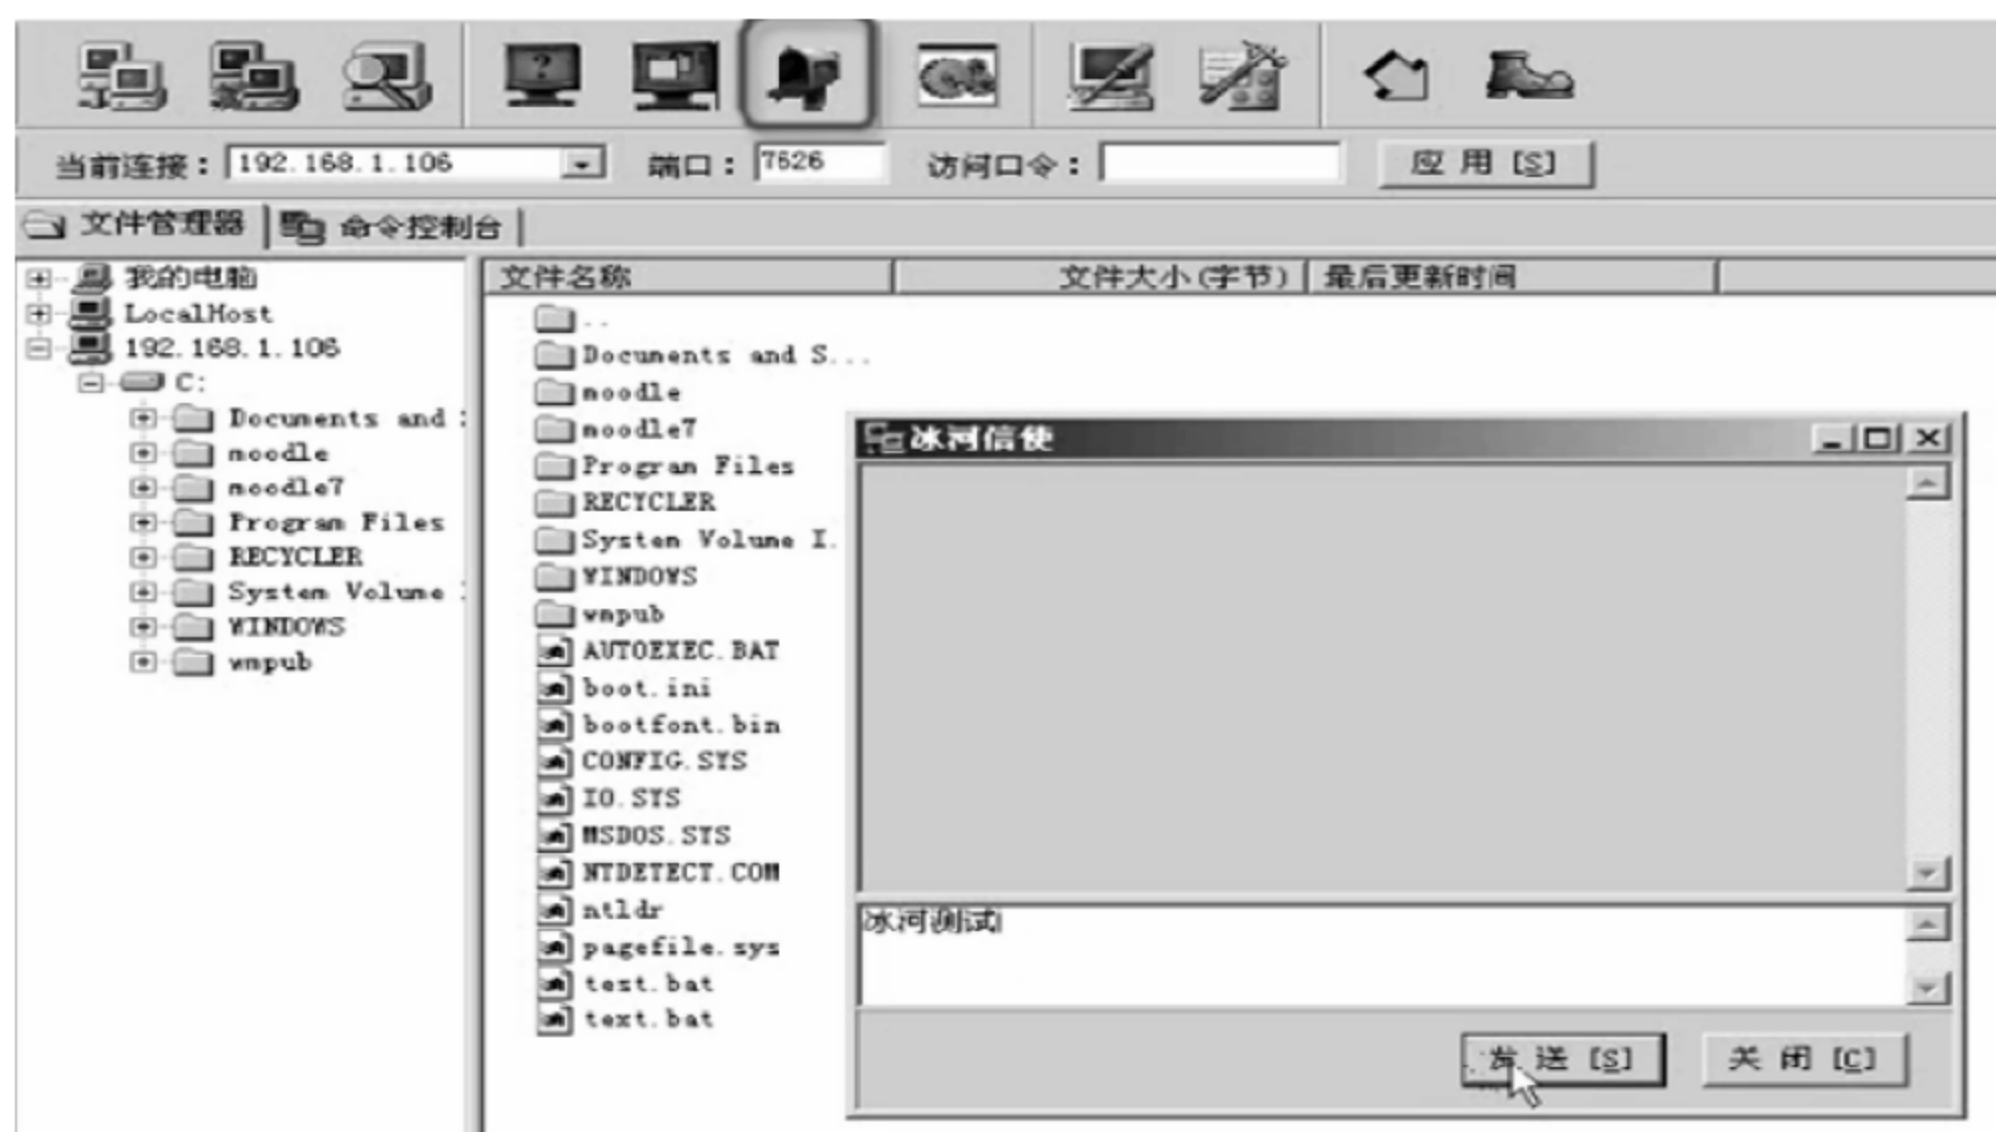 当前连接： 192.168.1.106 端口： 7626 访问口令： 应 用 [S]
文件管理器 命令控制台
我的电脑
LocalHost
192.168.1.106
C:
Documents and
moodle
moodle7
Program Files
RECYCLER
System Volume
WINDOWS
wmpub
文件名称 文件大小(字节) 最后更新时间
..
Documents and S...
moodle
moodle7
Program Files
RECYCLER
System Volume I.
WINDOWS
wmpub
AUTOEXEC.BAT
boot.ini
bootfont.bin
CONFIG.SYS
IO.SYS
MSDOS.SYS
NTDETECT.COM
ntldr
pagefile.sys
test.bat
text.bat
冰河信使
冰河测试
发 送 [S] 关 闭 [C]